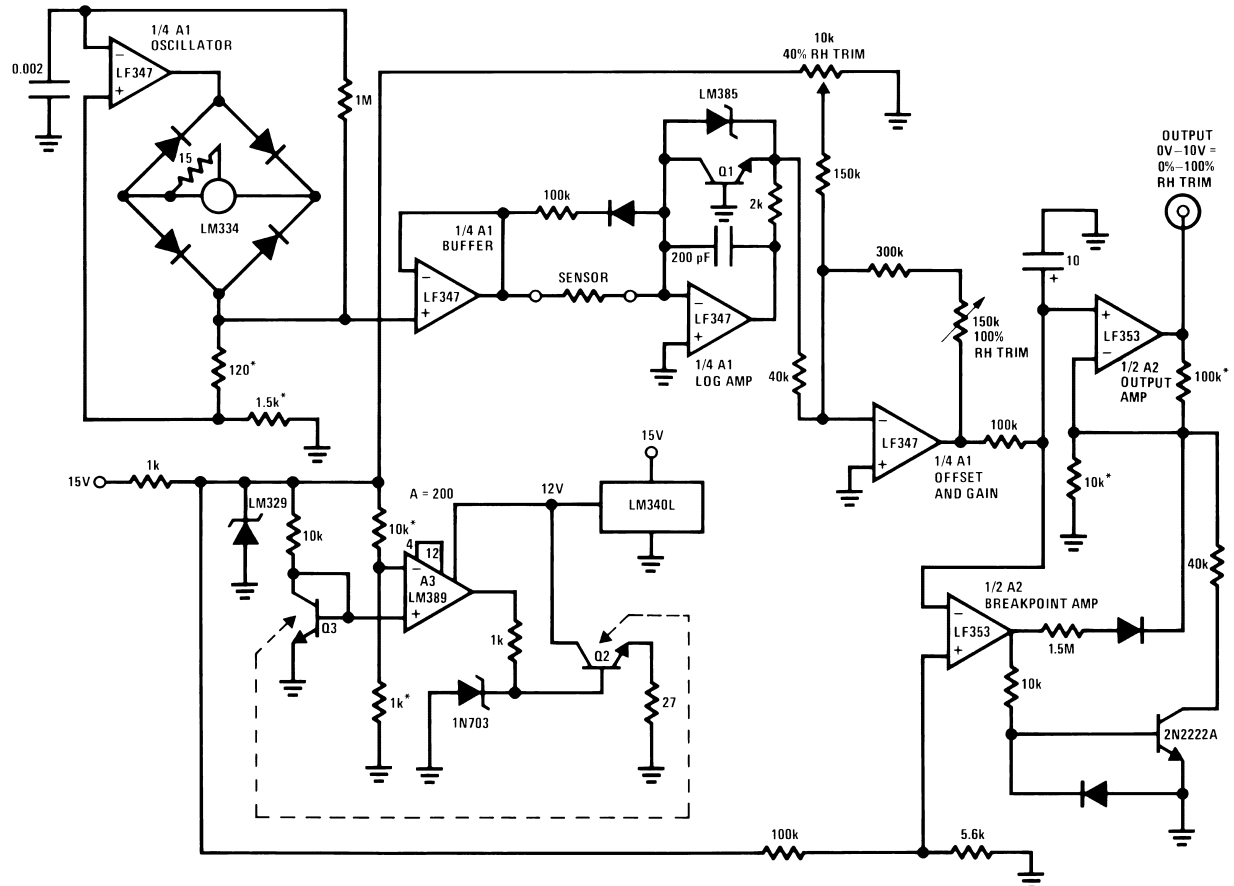 1/4 A1
OSCILLATOR
LF347
−
+
0.002
1M
15
LM334
120*
1.5k*
10k
40% RH TRIM
LM385
Q1
2k
100k
1/4 A1
BUFFER
200 pF
SENSOR
−
LF347
+
−
LF347
+
1/4 A1
LOG AMP
150k
300k
150k
100%
RH TRIM
40k
−
LF347
+
1/4 A1
OFFSET
AND GAIN
100k
OUTPUT
0V–10V =
0%–100%
RH TRIM
10
+
+
LF353
−
1/2 A2
OUTPUT
AMP
100k*
10k*
40k
15V
1k
LM329
10k
Q3
A = 200
10k*
4
12
−
A3
LM389
+
12V
15V
LM340L
1k
Q2
1N703
27
1k*
1/2 A2
BREAKPOINT AMP
−
LF353
+
1.5M
10k
2N2222A
100k
5.6k